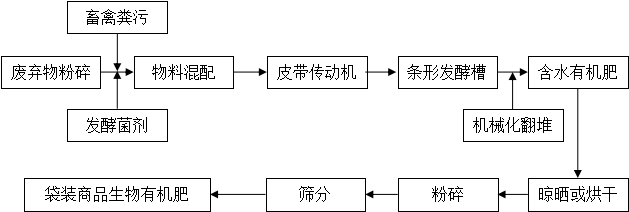 畜禽粪污
废弃物粉碎
物料混配
皮带传动机
条形发酵槽
含水有机肥
发酵菌剂
机械化翻堆
袋装商品生物有机肥
筛分
粉碎
晾晒或烘干